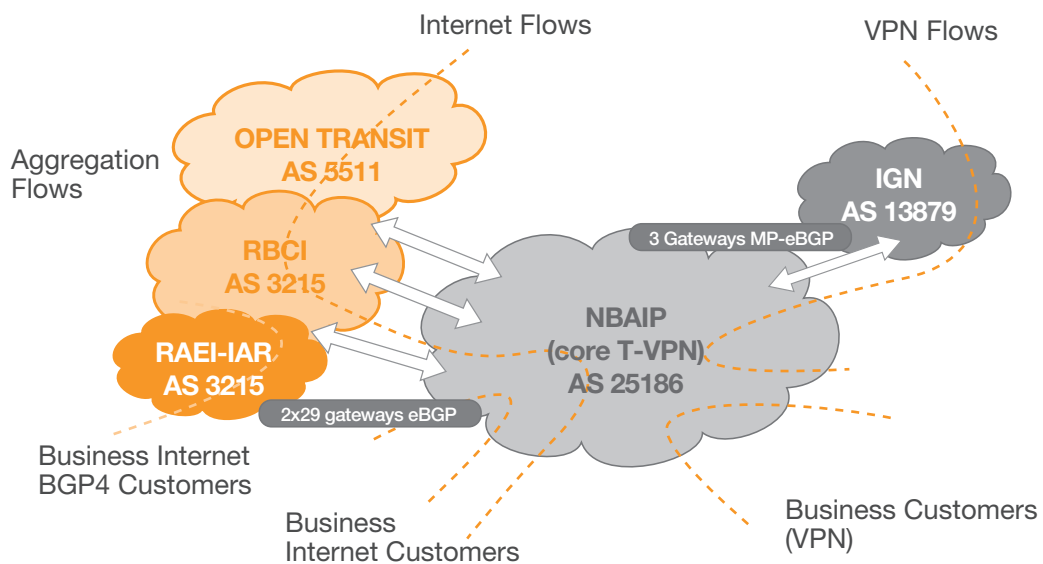 Internet Flows
VPN Flows
OPEN TRANSIT
AS 5511
Aggregation
Flows
IGN
AS 13879
RBCI
AS 3215
3 Gateways MP-eBGP
NBAIP
(core T-VPN)
AS 25186
RAEI-IAR
AS 3215
2x29 gateways eBGP
Business Internet
BGP4 Customers
Business
Internet Customers
Business Customers
(VPN)